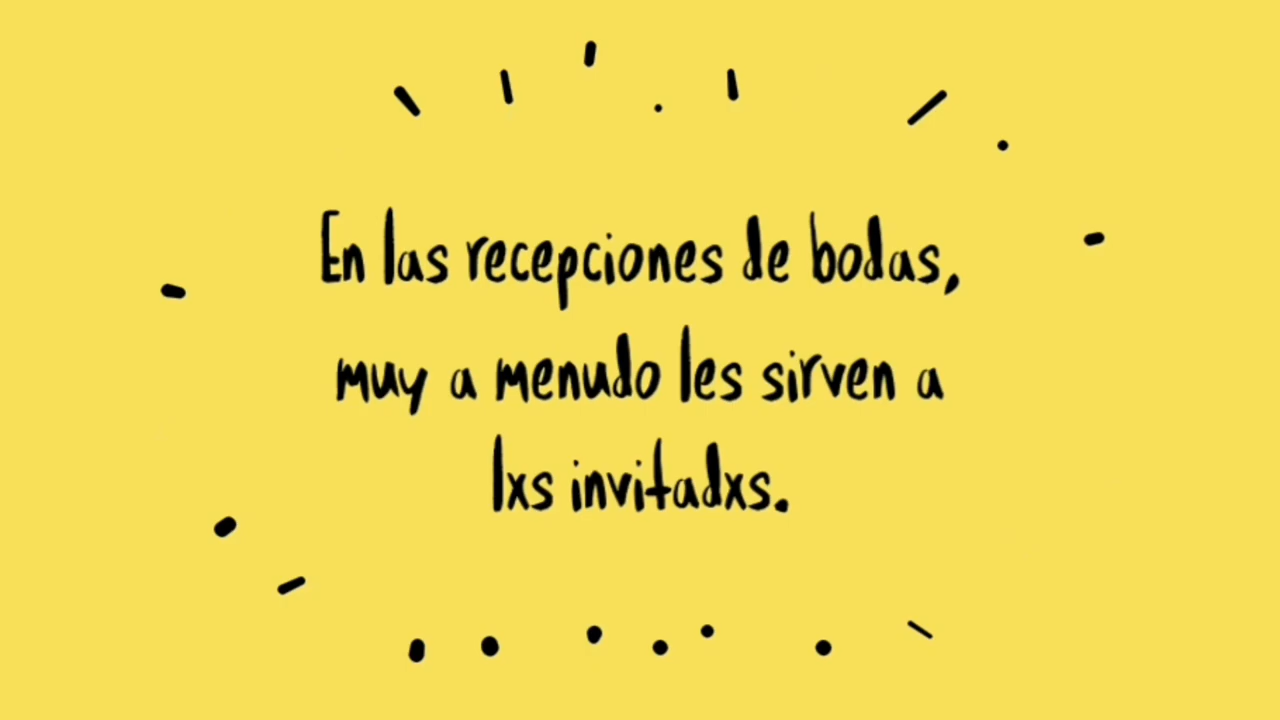 En las recepciones de bodas,
muy a menudo les sirven a
lxs invitadxs.